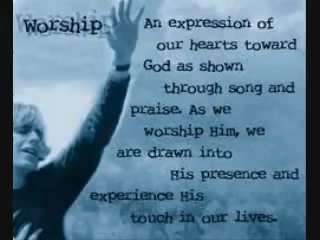 Worship
An expression of
our hearts toward
God as shown
through song and
praise. As we
worship Him, we
are drawn into
His presence and
experience His
touch in our lives.